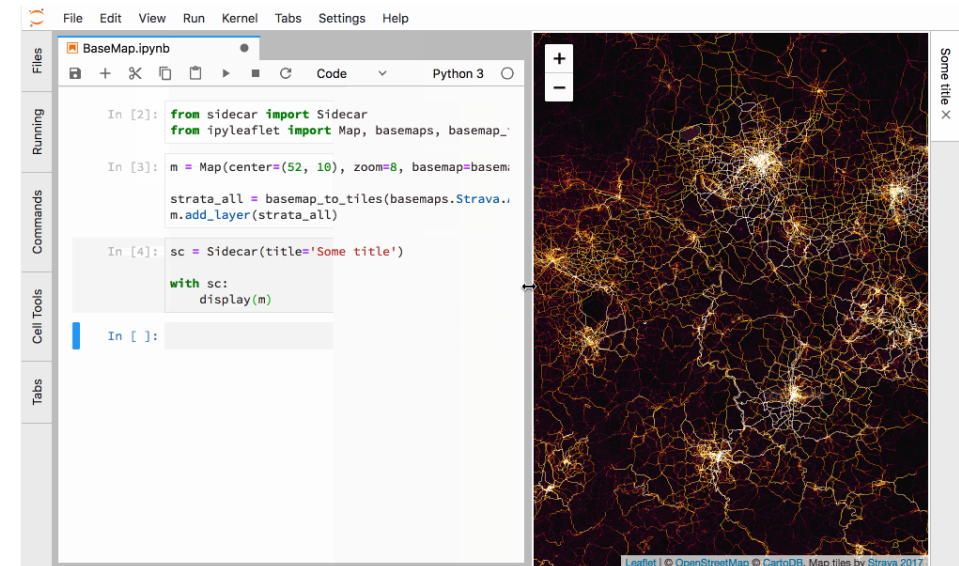 File Edit View Run Kernel Tabs Settings Help
Files
Running
Commands
Cell Tools
Tabs
BaseMap.ipynb
Code Python 3
In [2]: from sidecar import Sidecar
from ipyleaflet import Map, basemaps, basemap_
In [3]: m = Map(center=(52, 10), zoom=8, basemap=basema
strata_all = basemap_to_tiles(basemaps.Strava.
m.add_layer(strata_all)
In [4]: sc = Sidecar(title='Some title')
with sc:
display(m)
In [ ]:
+
−
Some title ×
Leaflet | © OpenStreetMap © CartoDB, Map tiles by Strava 2017